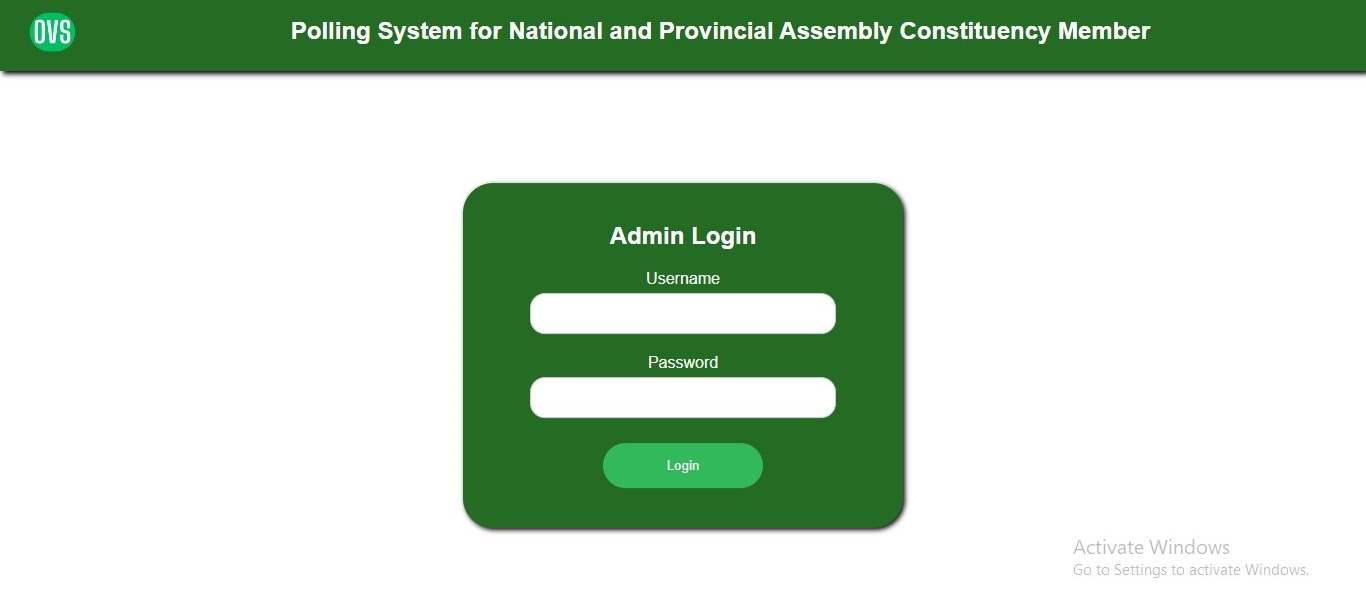 OVS
Polling System for National and Provincial Assembly Constituency Member
Admin Login
Username
Password
Login
Activate Windows
Go to Settings to activate Windows.